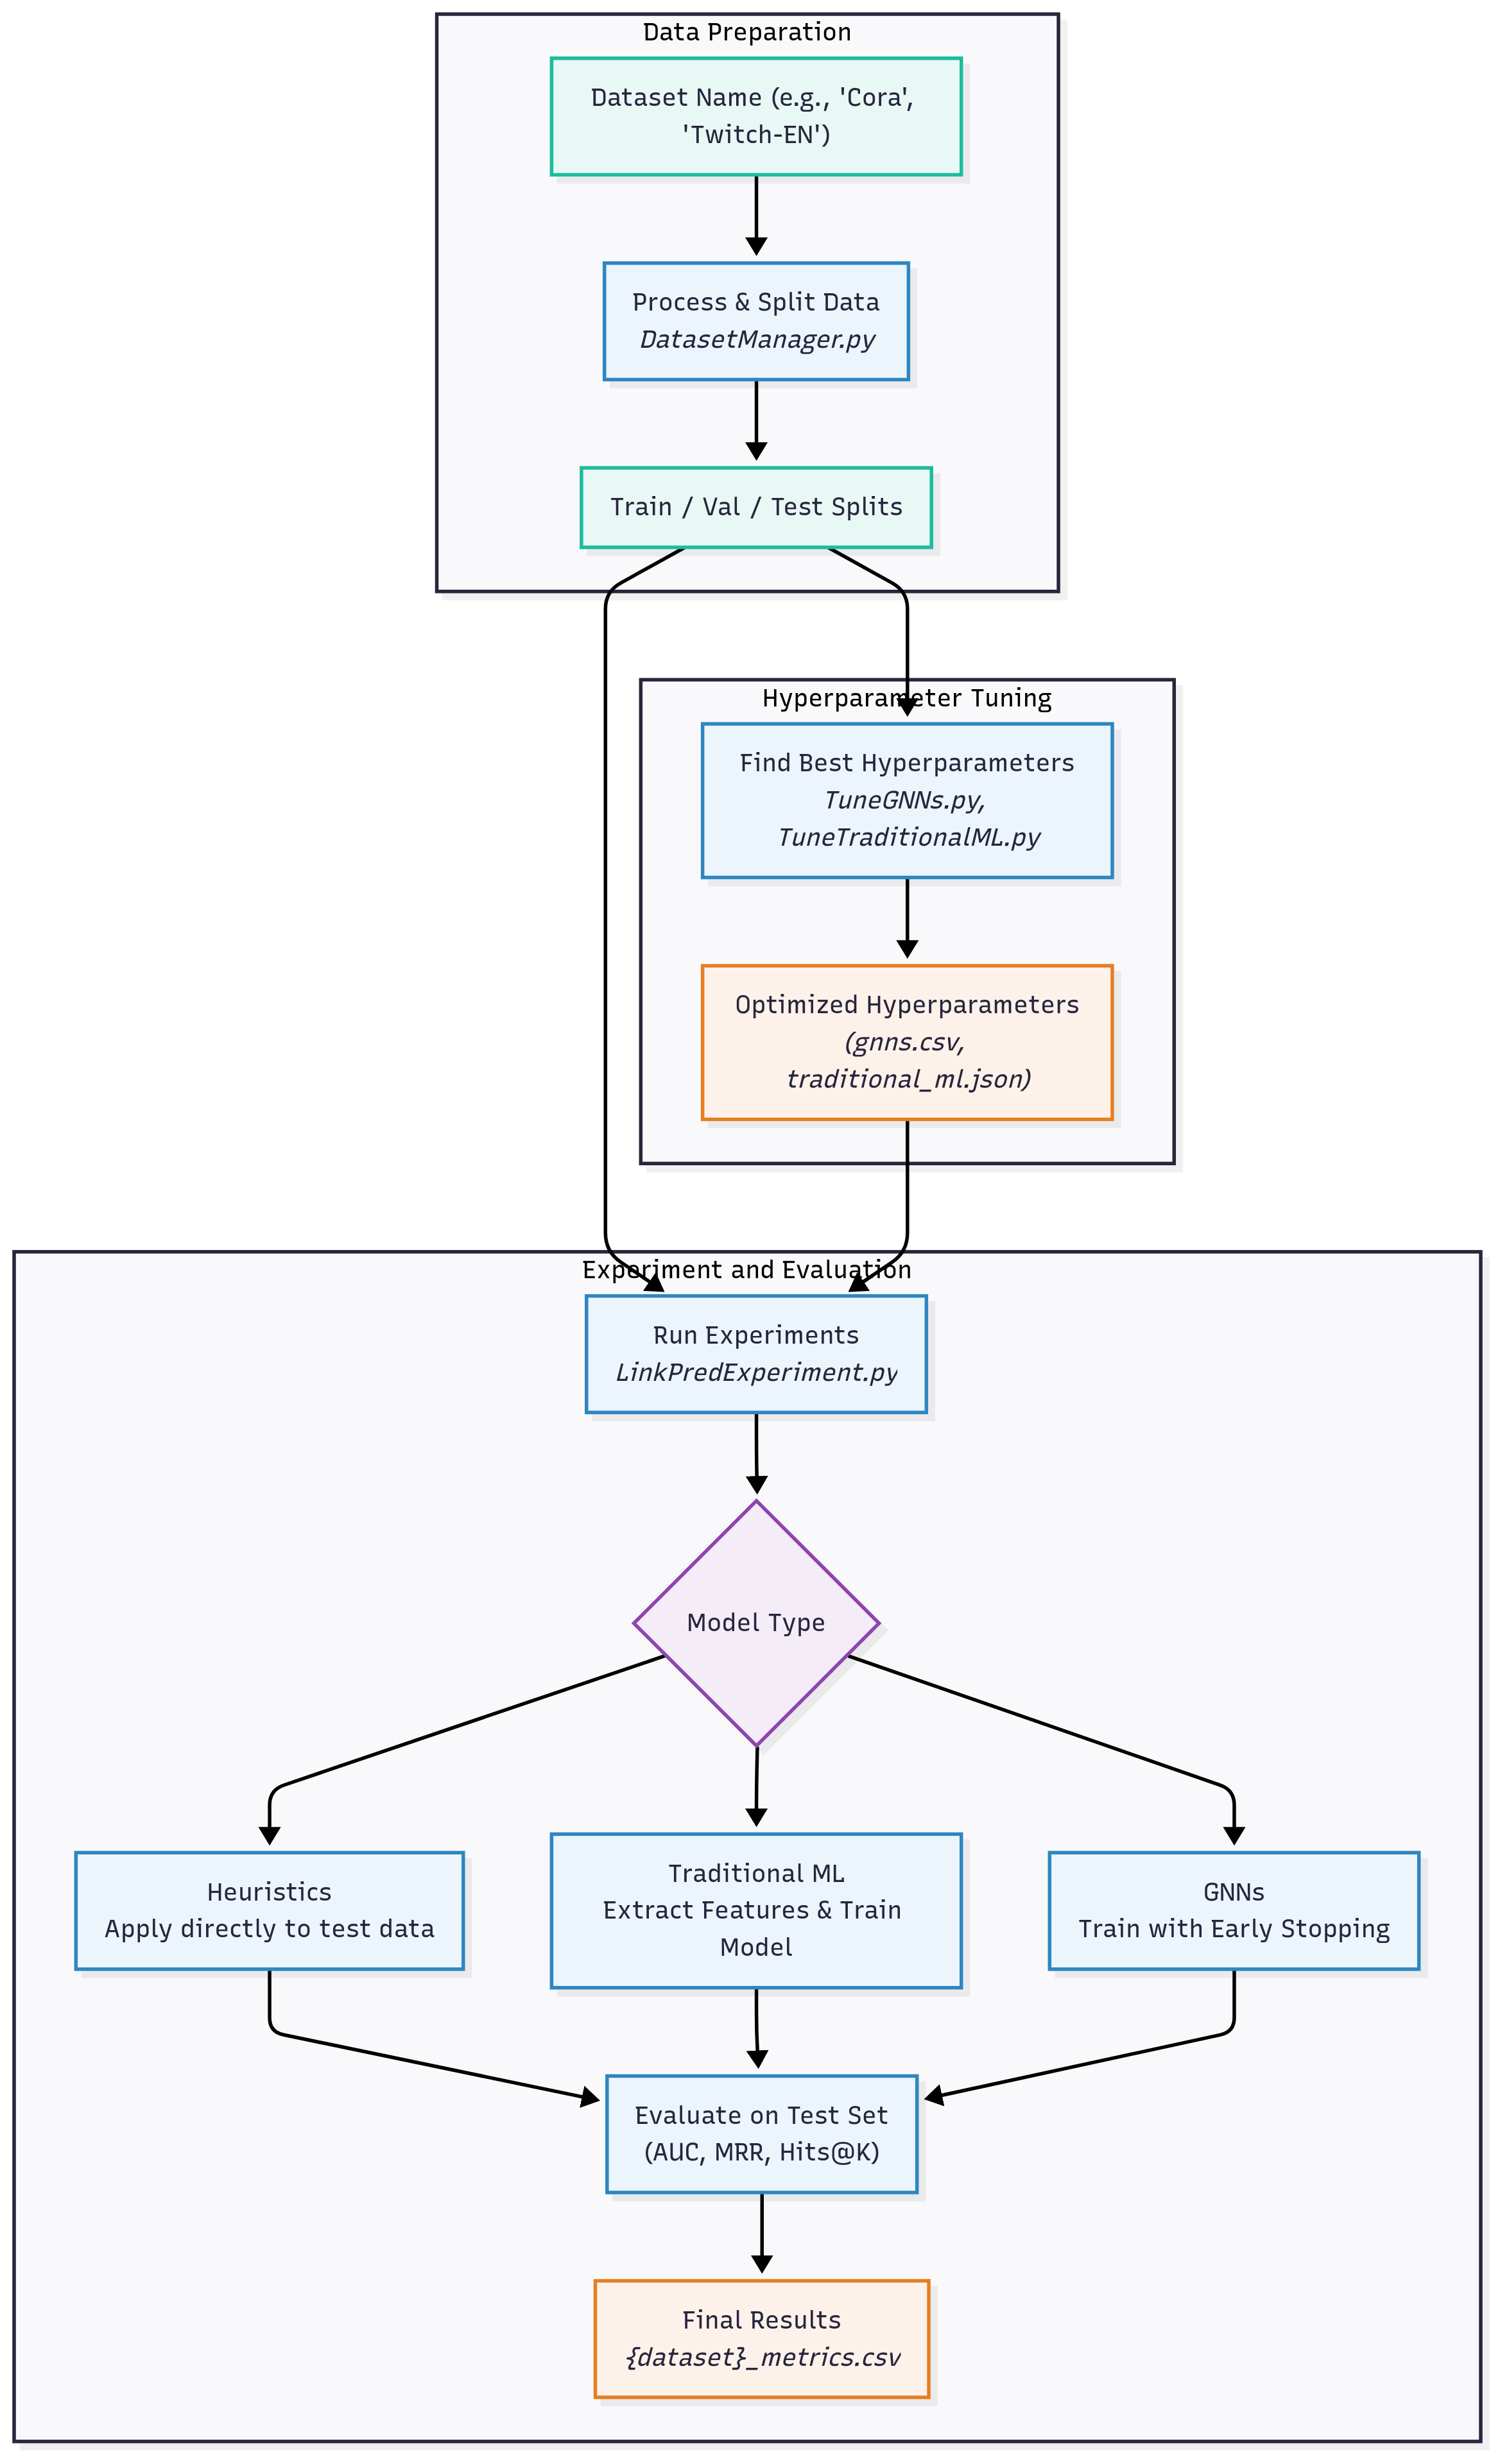 Data Preparation
Dataset Name (e.g., 'Cora',
'Twitch-EN')
Process & Split Data
DatasetManager.py
Train / Val / Test Splits
Hyperparameter Tuning
Find Best Hyperparameters
TuneGNNs.py,
TuneTraditionalML.py
Optimized Hyperparameters
(gnns.csv,
traditional_ml.json)
Experiment and Evaluation
Run Experiments
LinkPredExperiment.py
Model Type
Heuristics
Apply directly to test data
Traditional ML
Extract Features & Train
Model
GNNs
Train with Early Stopping
Evaluate on Test Set
(AUC, MRR, Hits@K)
Final Results
{dataset}_metrics.csv